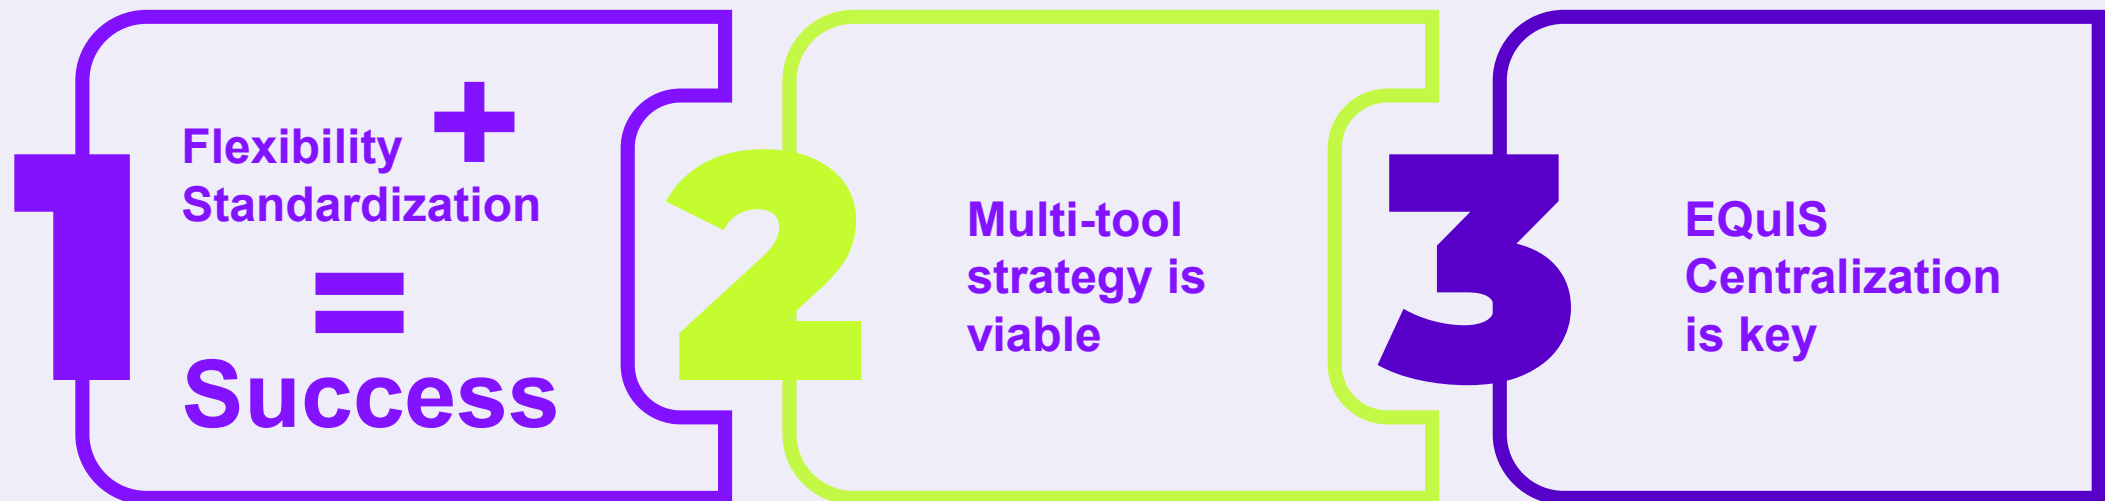 1
Flexibility +
Standardization
=
Success
2
Multi-tool
strategy is
viable
3
EQuIS
Centralization
is key